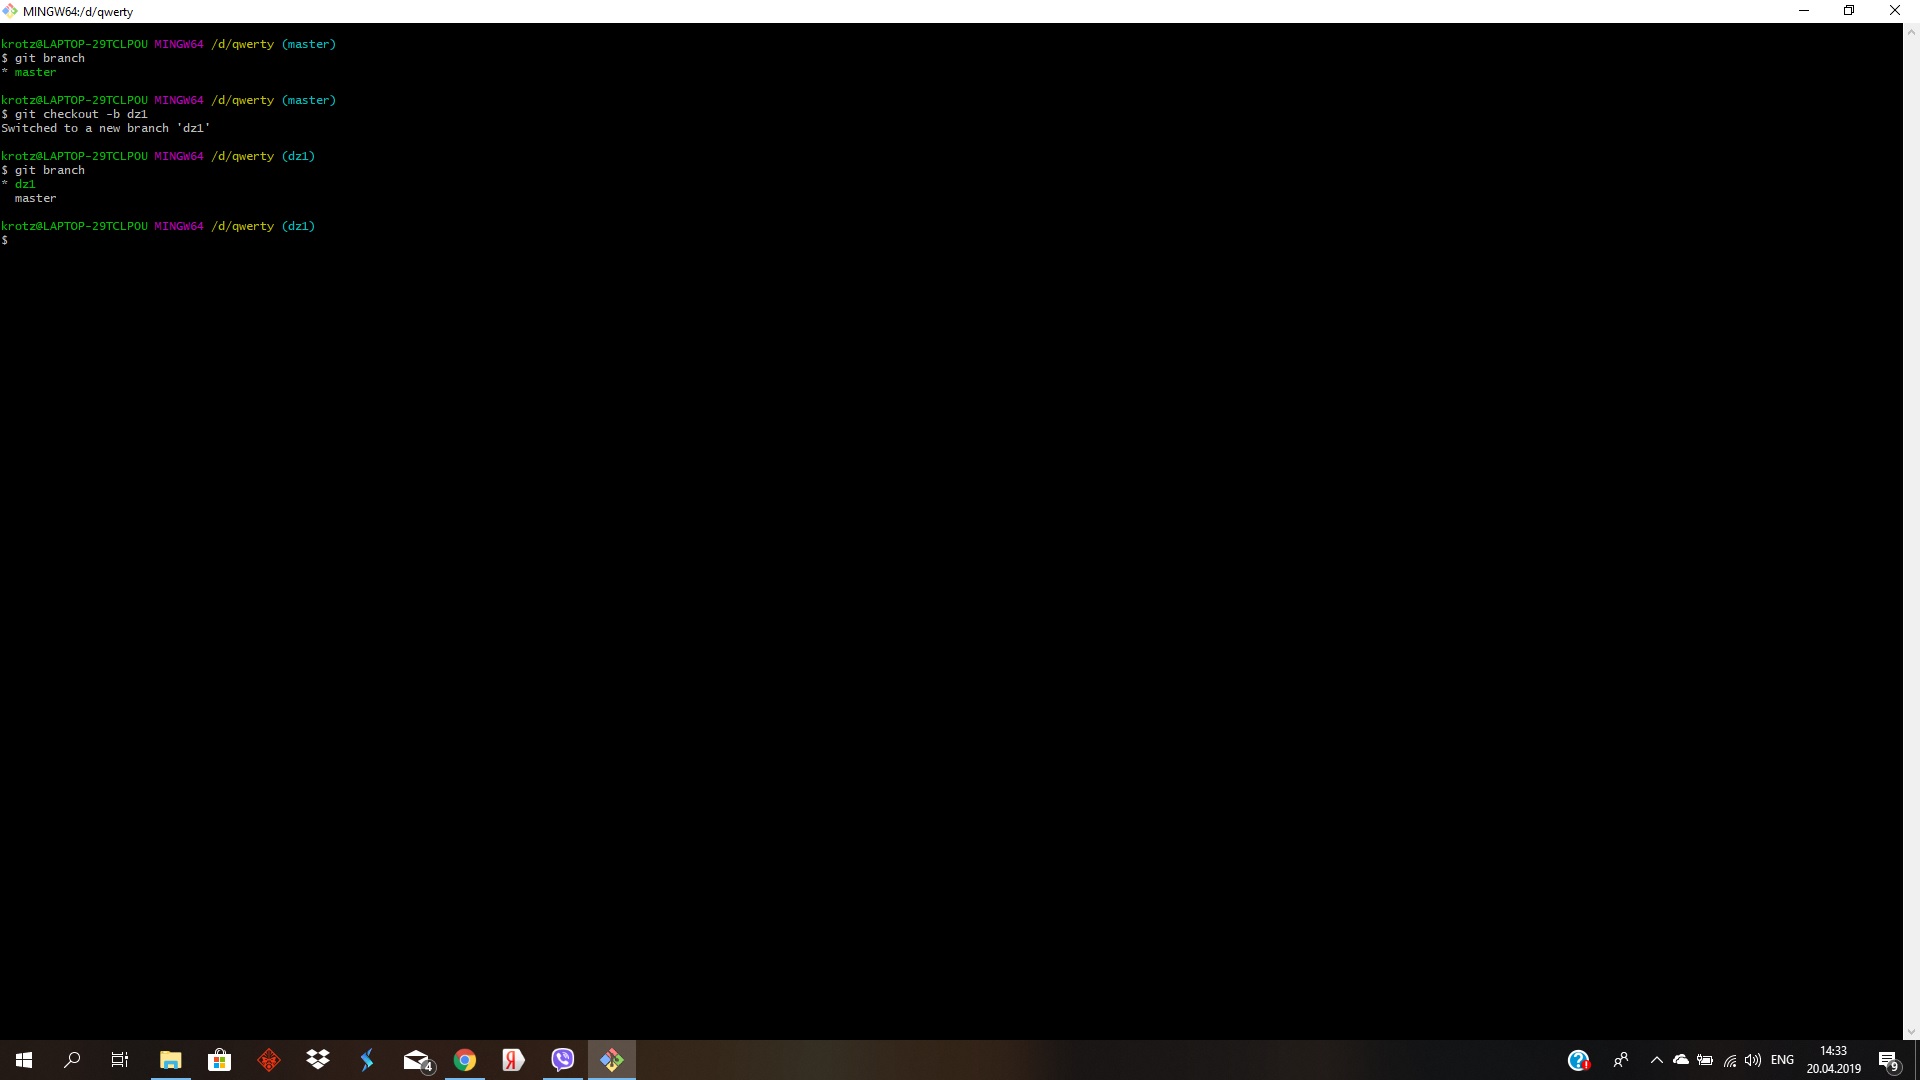 MINGW64:/d/qwerty
krotz@LAPTOP-29TCLPOU MINGW64 /d/qwerty (master)
$ git branch
* master
krotz@LAPTOP-29TCLPOU MINGW64 /d/qwerty (master)
$ git checkout -b dz1
Switched to a new branch 'dz1'
krotz@LAPTOP-29TCLPOU MINGW64 /d/qwerty (dz1)
$ git branch
* dz1
  master
krotz@LAPTOP-29TCLPOU MINGW64 /d/qwerty (dz1)
$
4
Я
ENG
14:33
20.04.2019
9